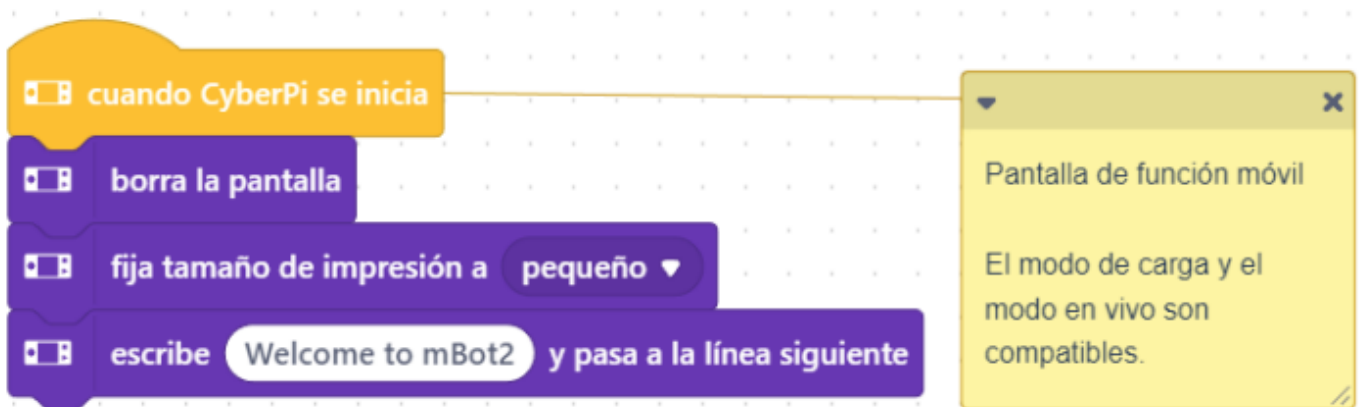 cuando CyberPi se inicia
borra la pantalla
fija tamaño de impresión a pequeño
escribe Welcome to mBot2 y pasa a la línea siguiente
Pantalla de función móvil
El modo de carga y el
modo en vivo son
compatibles.